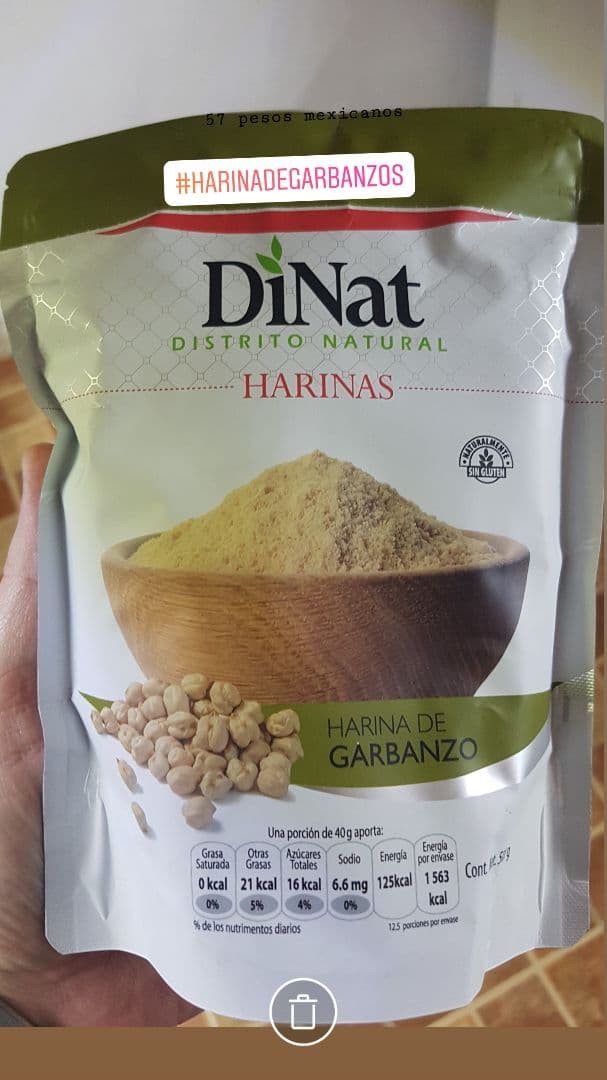 57 pesos mexicanos
#HARINADEGARBANZOS
DiNat
DISTRITO NATURAL
HARINAS
NATURALMENTE
SIN GLUTEN
HARINA DE
GARBANZO
Una porción de 40 g aporta:
Grasa Saturada
0 kcal
0%
Otras Grasas
21 kcal
5%
Azúcares Totales
16 kcal
4%
Sodio
6.6 mg
0%
Energía
125kcal
Energía por envase
1 563 kcal
% de los nutrimentos diarios
12.5 porciones por envase
Cont.